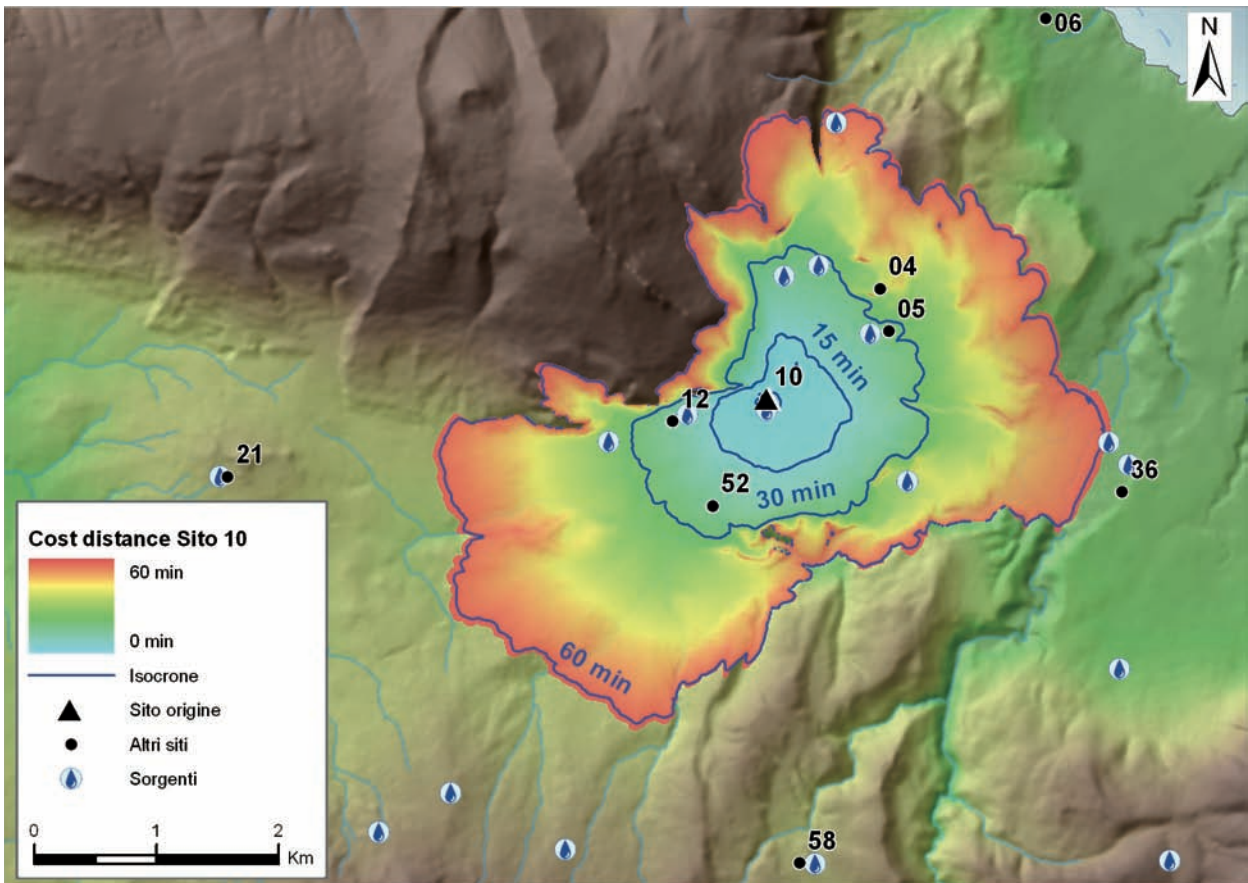 06
N
04
05
15 min
10
12
21
36
52
30 min
Cost distance Sito 10
60 min
0 min
Isocrone
Sito origine
Altri siti
Sorgenti
0 1 2
Km
60 min
58